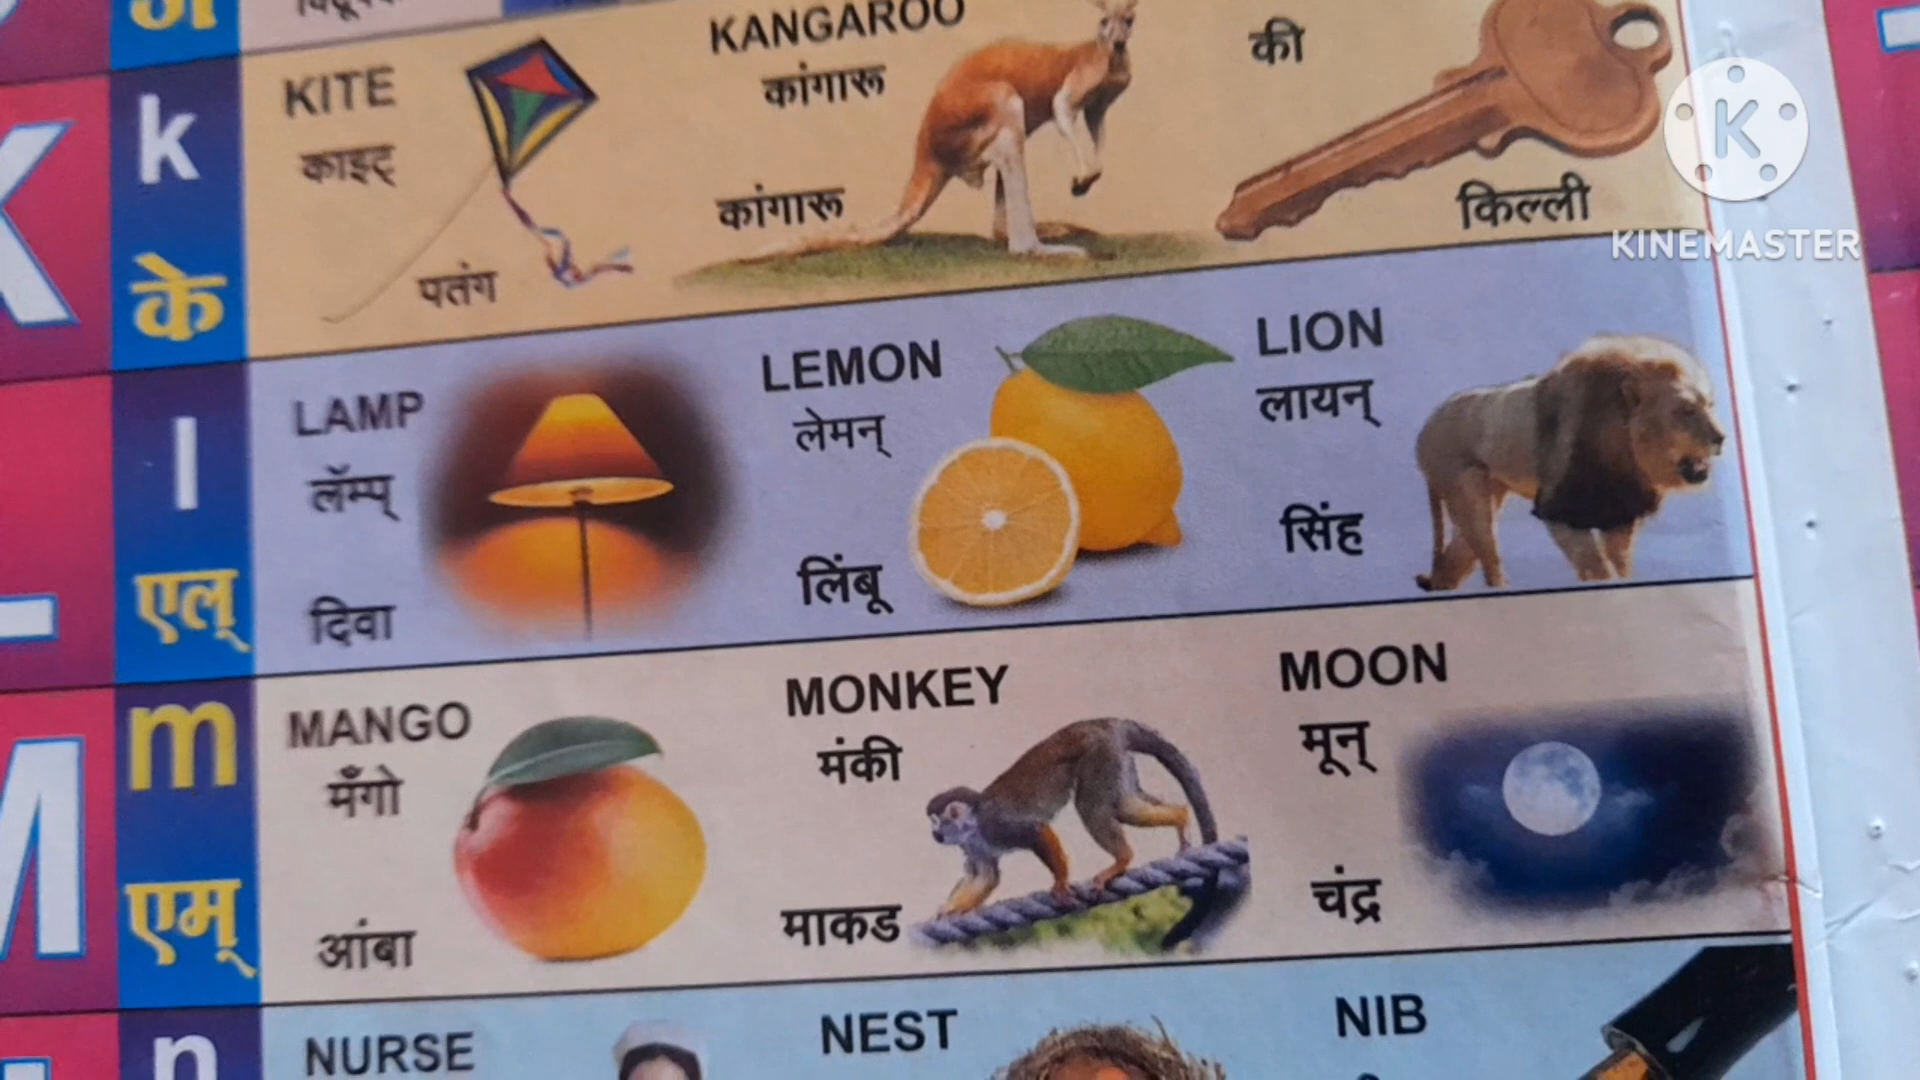 KANGAROO
k KITE कांगारू की
काइट्
कांगारू किल्ली
के पतंग
K
KINEMASTER
l LAMP LEMON LION
लॅम्प् लेमन् लायन्
एल् दिवा लिंबू सिंह
m MANGO MONKEY MOON
मँगो मंकी मून्
एम् आंबा माकड चंद्र
n NURSE NEST NIB
K
L
M